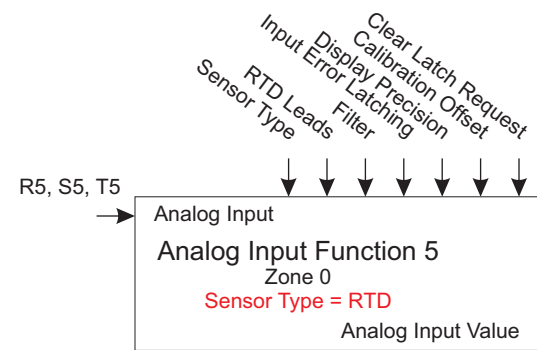 Sensor Type
RTD Leads
Filter
Input Error Latching
Display Precision
Calibration Offset
Clear Latch Request
R5, S5, T5
Analog Input
Analog Input Function 5
Zone 0
Sensor Type = RTD
Analog Input Value